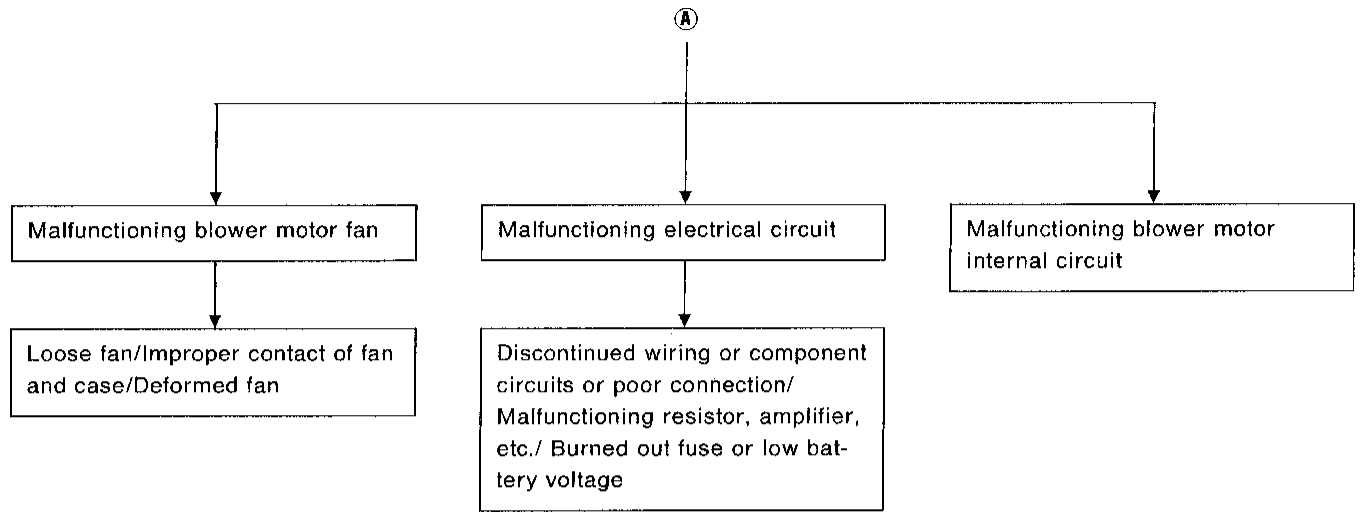 A
Malfunctioning blower motor fan
Malfunctioning electrical circuit
Malfunctioning blower motor
internal circuit
Loose fan/Improper contact of fan
and case/Deformed fan
Discontinued wiring or component
circuits or poor connection/
Malfunctioning resistor, amplifier,
etc./ Burned out fuse or low bat-
tery voltage